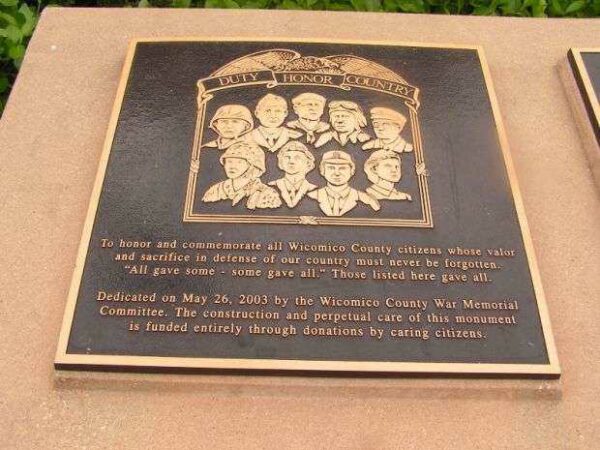 DUTY HONOR COUNTRY
To honor and commemorate all Wicomico County citizens whose valor
and sacrifice in defense of our country must never be forgotten.
"All gave some - some gave all." Those listed here gave all.
Dedicated on May 26, 2003 by the Wicomico County War Memorial
Committee. The construction and perpetual care of this monument
is funded entirely through donations by caring citizens.